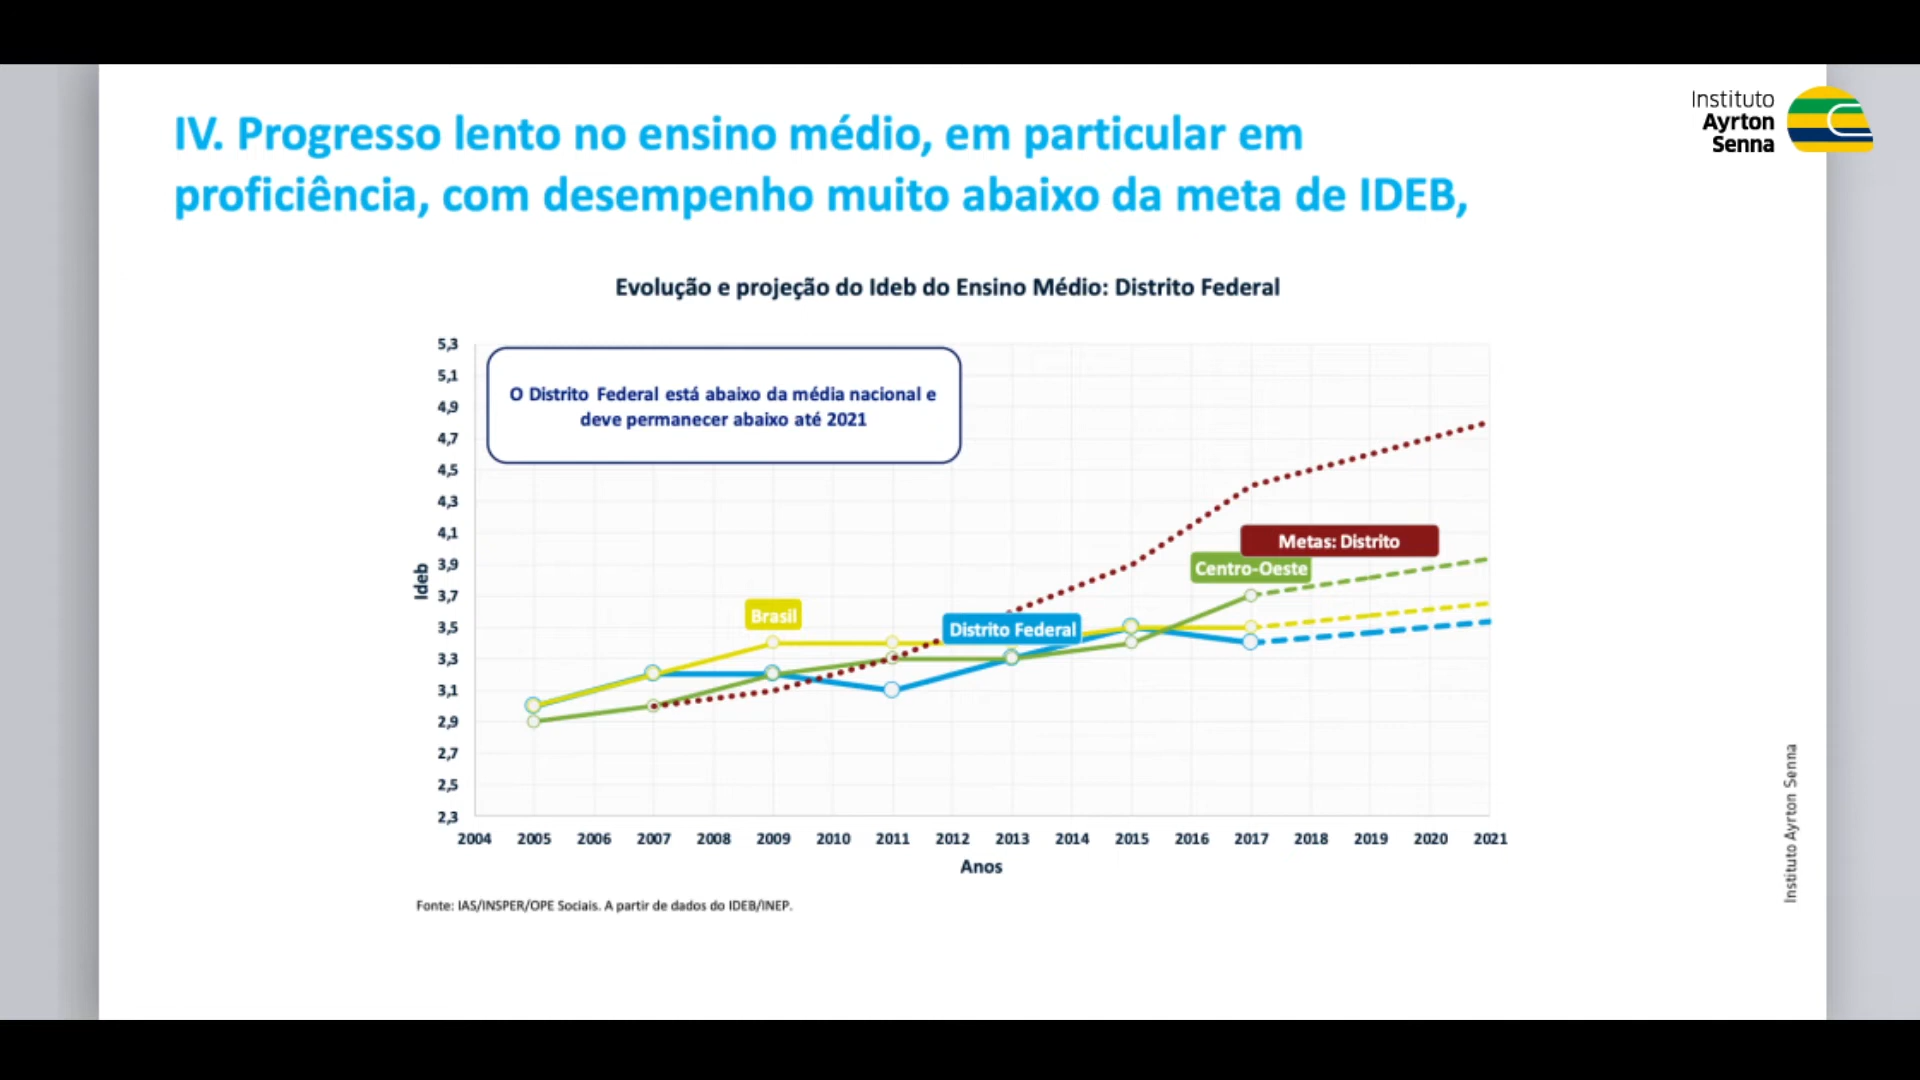 Instituto
Ayrton
Senna
IV. Progresso lento no ensino médio, em particular em
proficiência, com desempenho muito abaixo da meta de IDEB,
Evolução e projeção do Ideb do Ensino Médio: Distrito Federal
5,3
5,1
4,9
4,7
4,5
4,3
4,1
3,9
3,7
3,5
3,3
3,1
2,9
2,7
2,5
2,3
Ideb
O Distrito Federal está abaixo da média nacional e
deve permanecer abaixo até 2021
Metas: Distrito
Centro-Oeste
Brasil
Distrito Federal
2004 2005 2006 2007 2008 2009 2010 2011 2012 2013 2014 2015 2016 2017 2018 2019 2020 2021
Anos
Fonte: IAS/INSPER/OPE Sociais. A partir de dados do IDEB/INEP.
Instituto Ayrton Senna